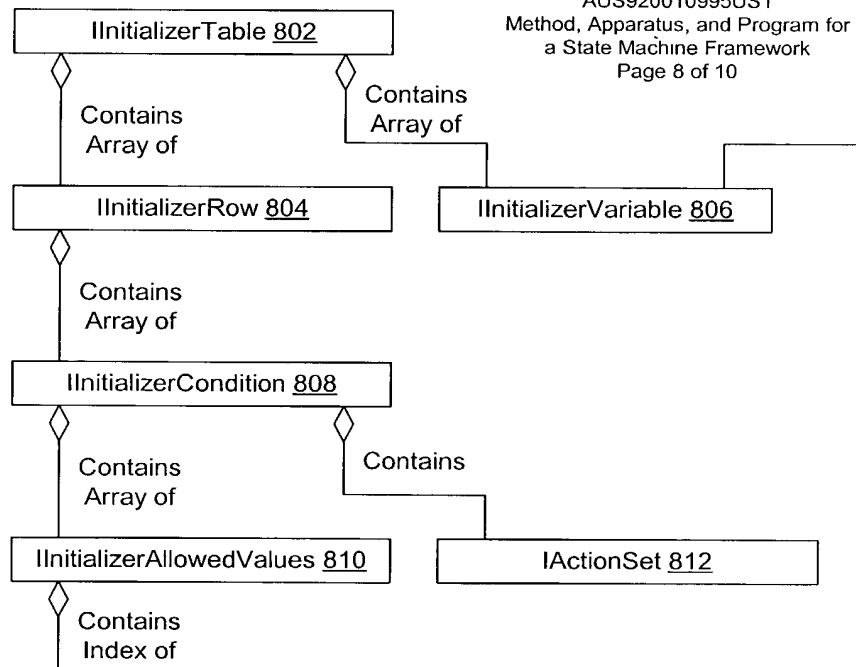 AUS920010995US1
Method, Apparatus, and Program for
a State Machine Framework
Page 8 of 10
IInitializerTable 802
Contains
Array of
Contains
Array of
IInitializerRow 804
IInitializerVariable 806
Contains
Array of
IInitializerCondition 808
Contains
Array of
Contains
IInitializerAllowedValues 810
IActionSet 812
Contains
Index of